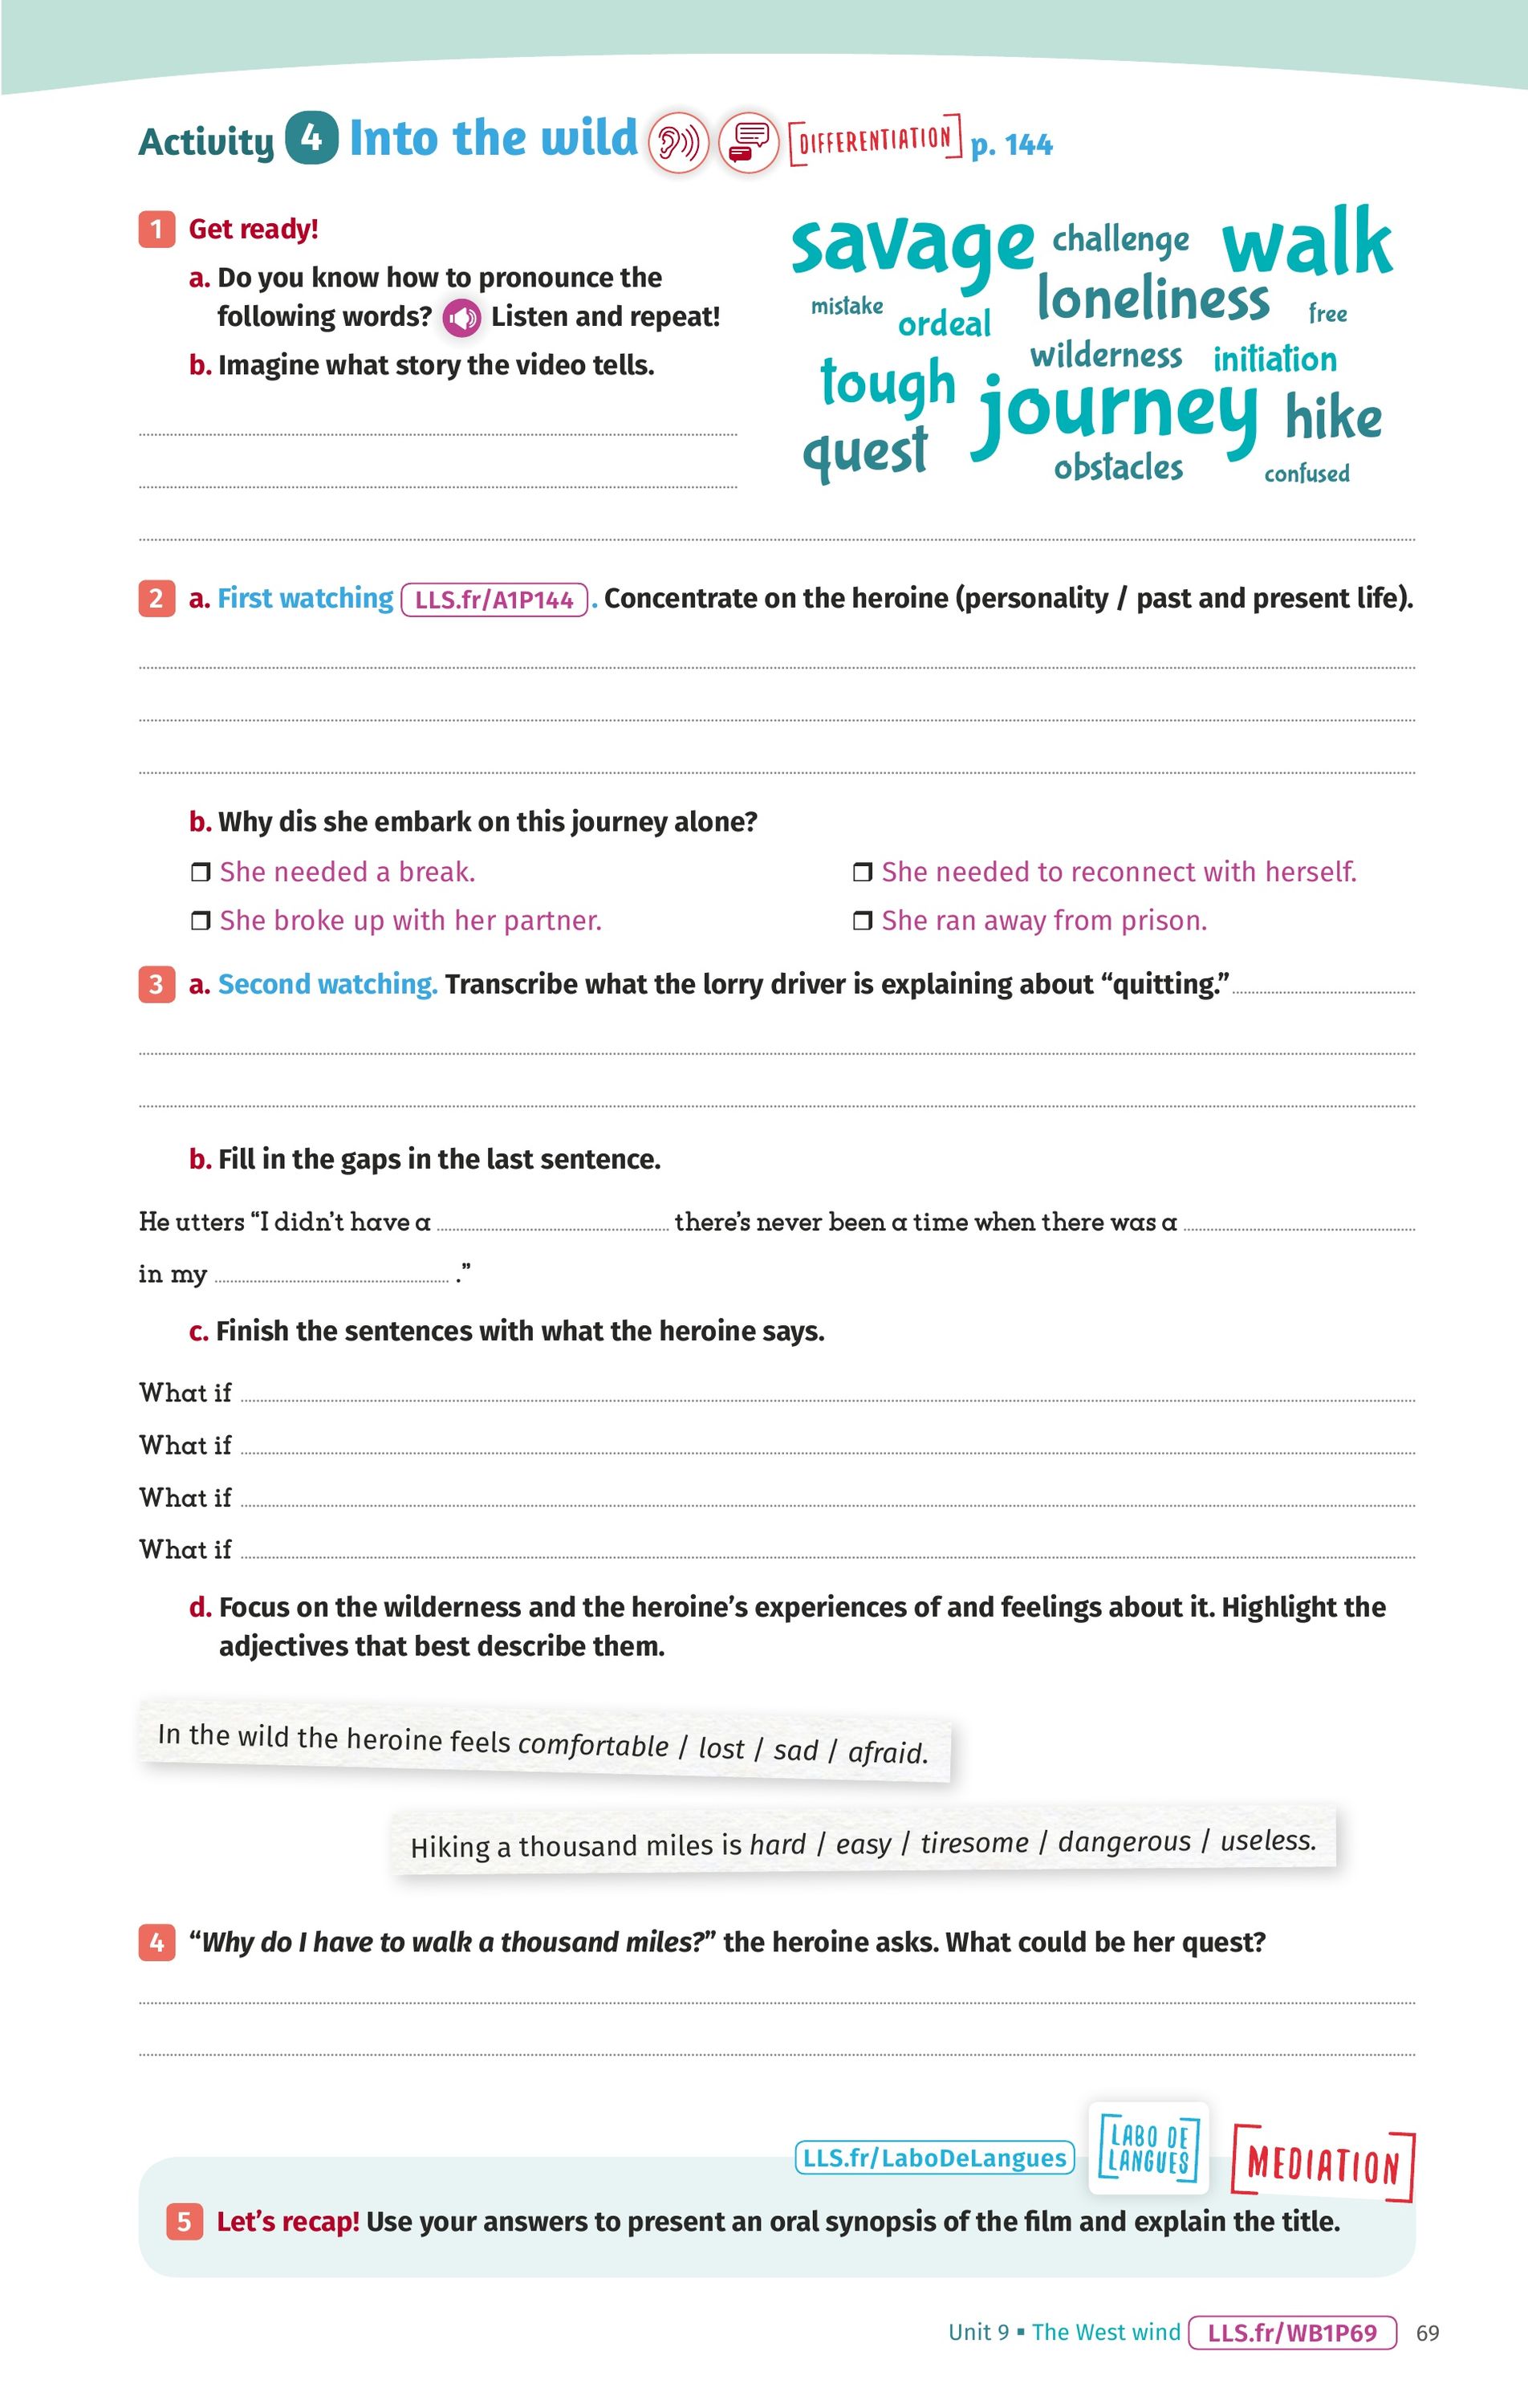 Activity 4 Into the wild DIFFERENTIATION p. 144
1 Get ready!
a. Do you know how to pronounce the
following words? Listen and repeat!
b. Imagine what story the video tells.
savage challenge walk
mistake ordeal loneliness free
wilderness initiation
tough journey hike
quest obstacles confused
2 a. First watching LLS.fr/A1P144 . Concentrate on the heroine (personality / past and present life).
b. Why dis she embark on this journey alone?
❒ She needed a break. ❒ She needed to reconnect with herself.
❒ She broke up with her partner. ❒ She ran away from prison.
3 a. Second watching. Transcribe what the lorry driver is explaining about “quitting.”
b. Fill in the gaps in the last sentence.
He utters “I didn’t have a ........ there’s never been a time when there was a ........
in my ........ .”
c. Finish the sentences with what the heroine says.
What if
What if
What if
What if
d. Focus on the wilderness and the heroine’s experiences of and feelings about it. Highlight the
adjectives that best describe them.
In the wild the heroine feels comfortable / lost / sad / afraid.
Hiking a thousand miles is hard / easy / tiresome / dangerous / useless.
4 “Why do I have to walk a thousand miles?” the heroine asks. What could be her quest?
LLS.fr/LaboDeLangues LABO DE LANGUES MEDIATION
5 Let’s recap! Use your answers to present an oral synopsis of the film and explain the title.
Unit 9 ▪ The West wind LLS.fr/WB1P69 69